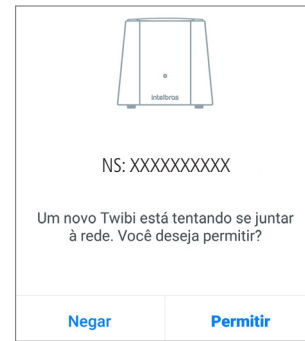 intelbras
NS: XXXXXXXXXX
Um novo Twibi está tentando se juntar
à rede. Você deseja permitir?
Negar
Permitir